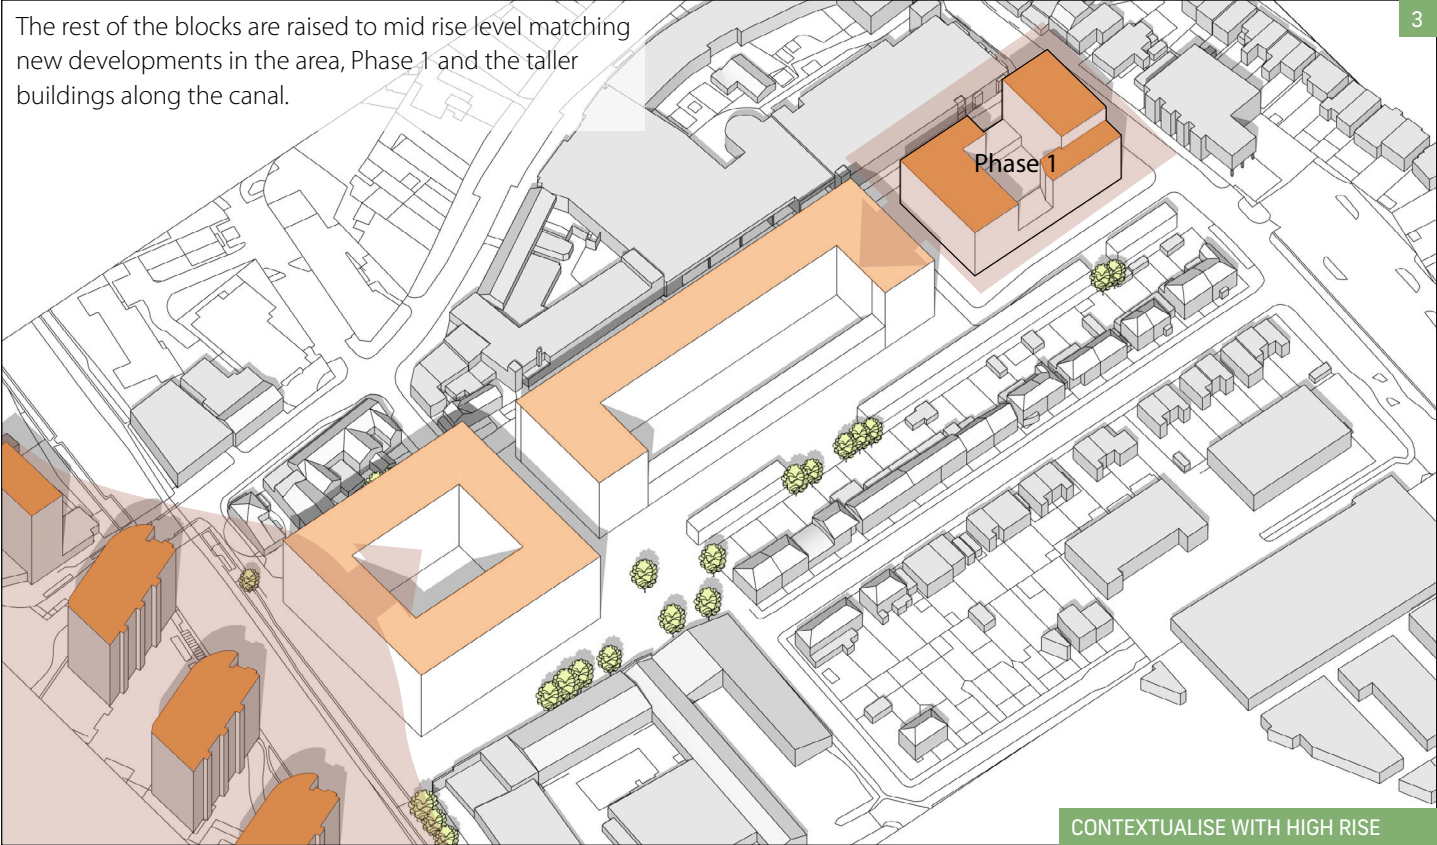 The rest of the blocks are raised to mid rise level matching
new developments in the area, Phase 1 and the taller
buildings along the canal.
3
Phase 1
CONTEXTUALISE WITH HIGH RISE